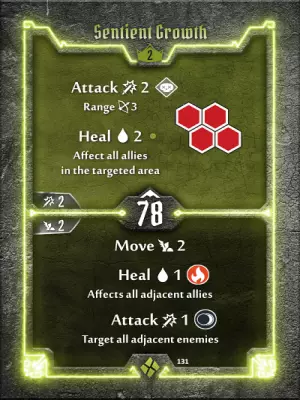 Sentient Growth
2
Attack 2
Range 3
Heal 2
Affect all allies
in the targeted area
2
78
2
Move 2
Heal 1
Affects all adjacent allies
Attack 1
Target all adjacent enemies
131